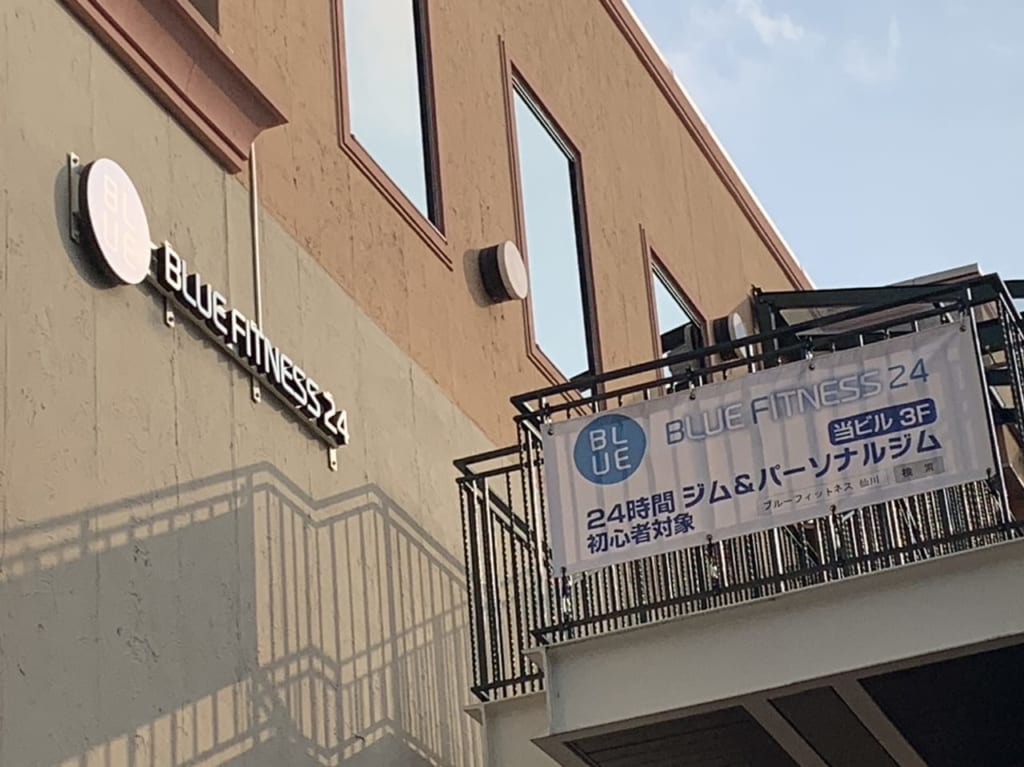 BL
UE
BLUE FITNESS 24
BL
UE
BLUE FITNESS 24
当ビル 3F
24時間 ジム&パーソナルジム
初心者対象
ブルーフィットネス 仙川 検索